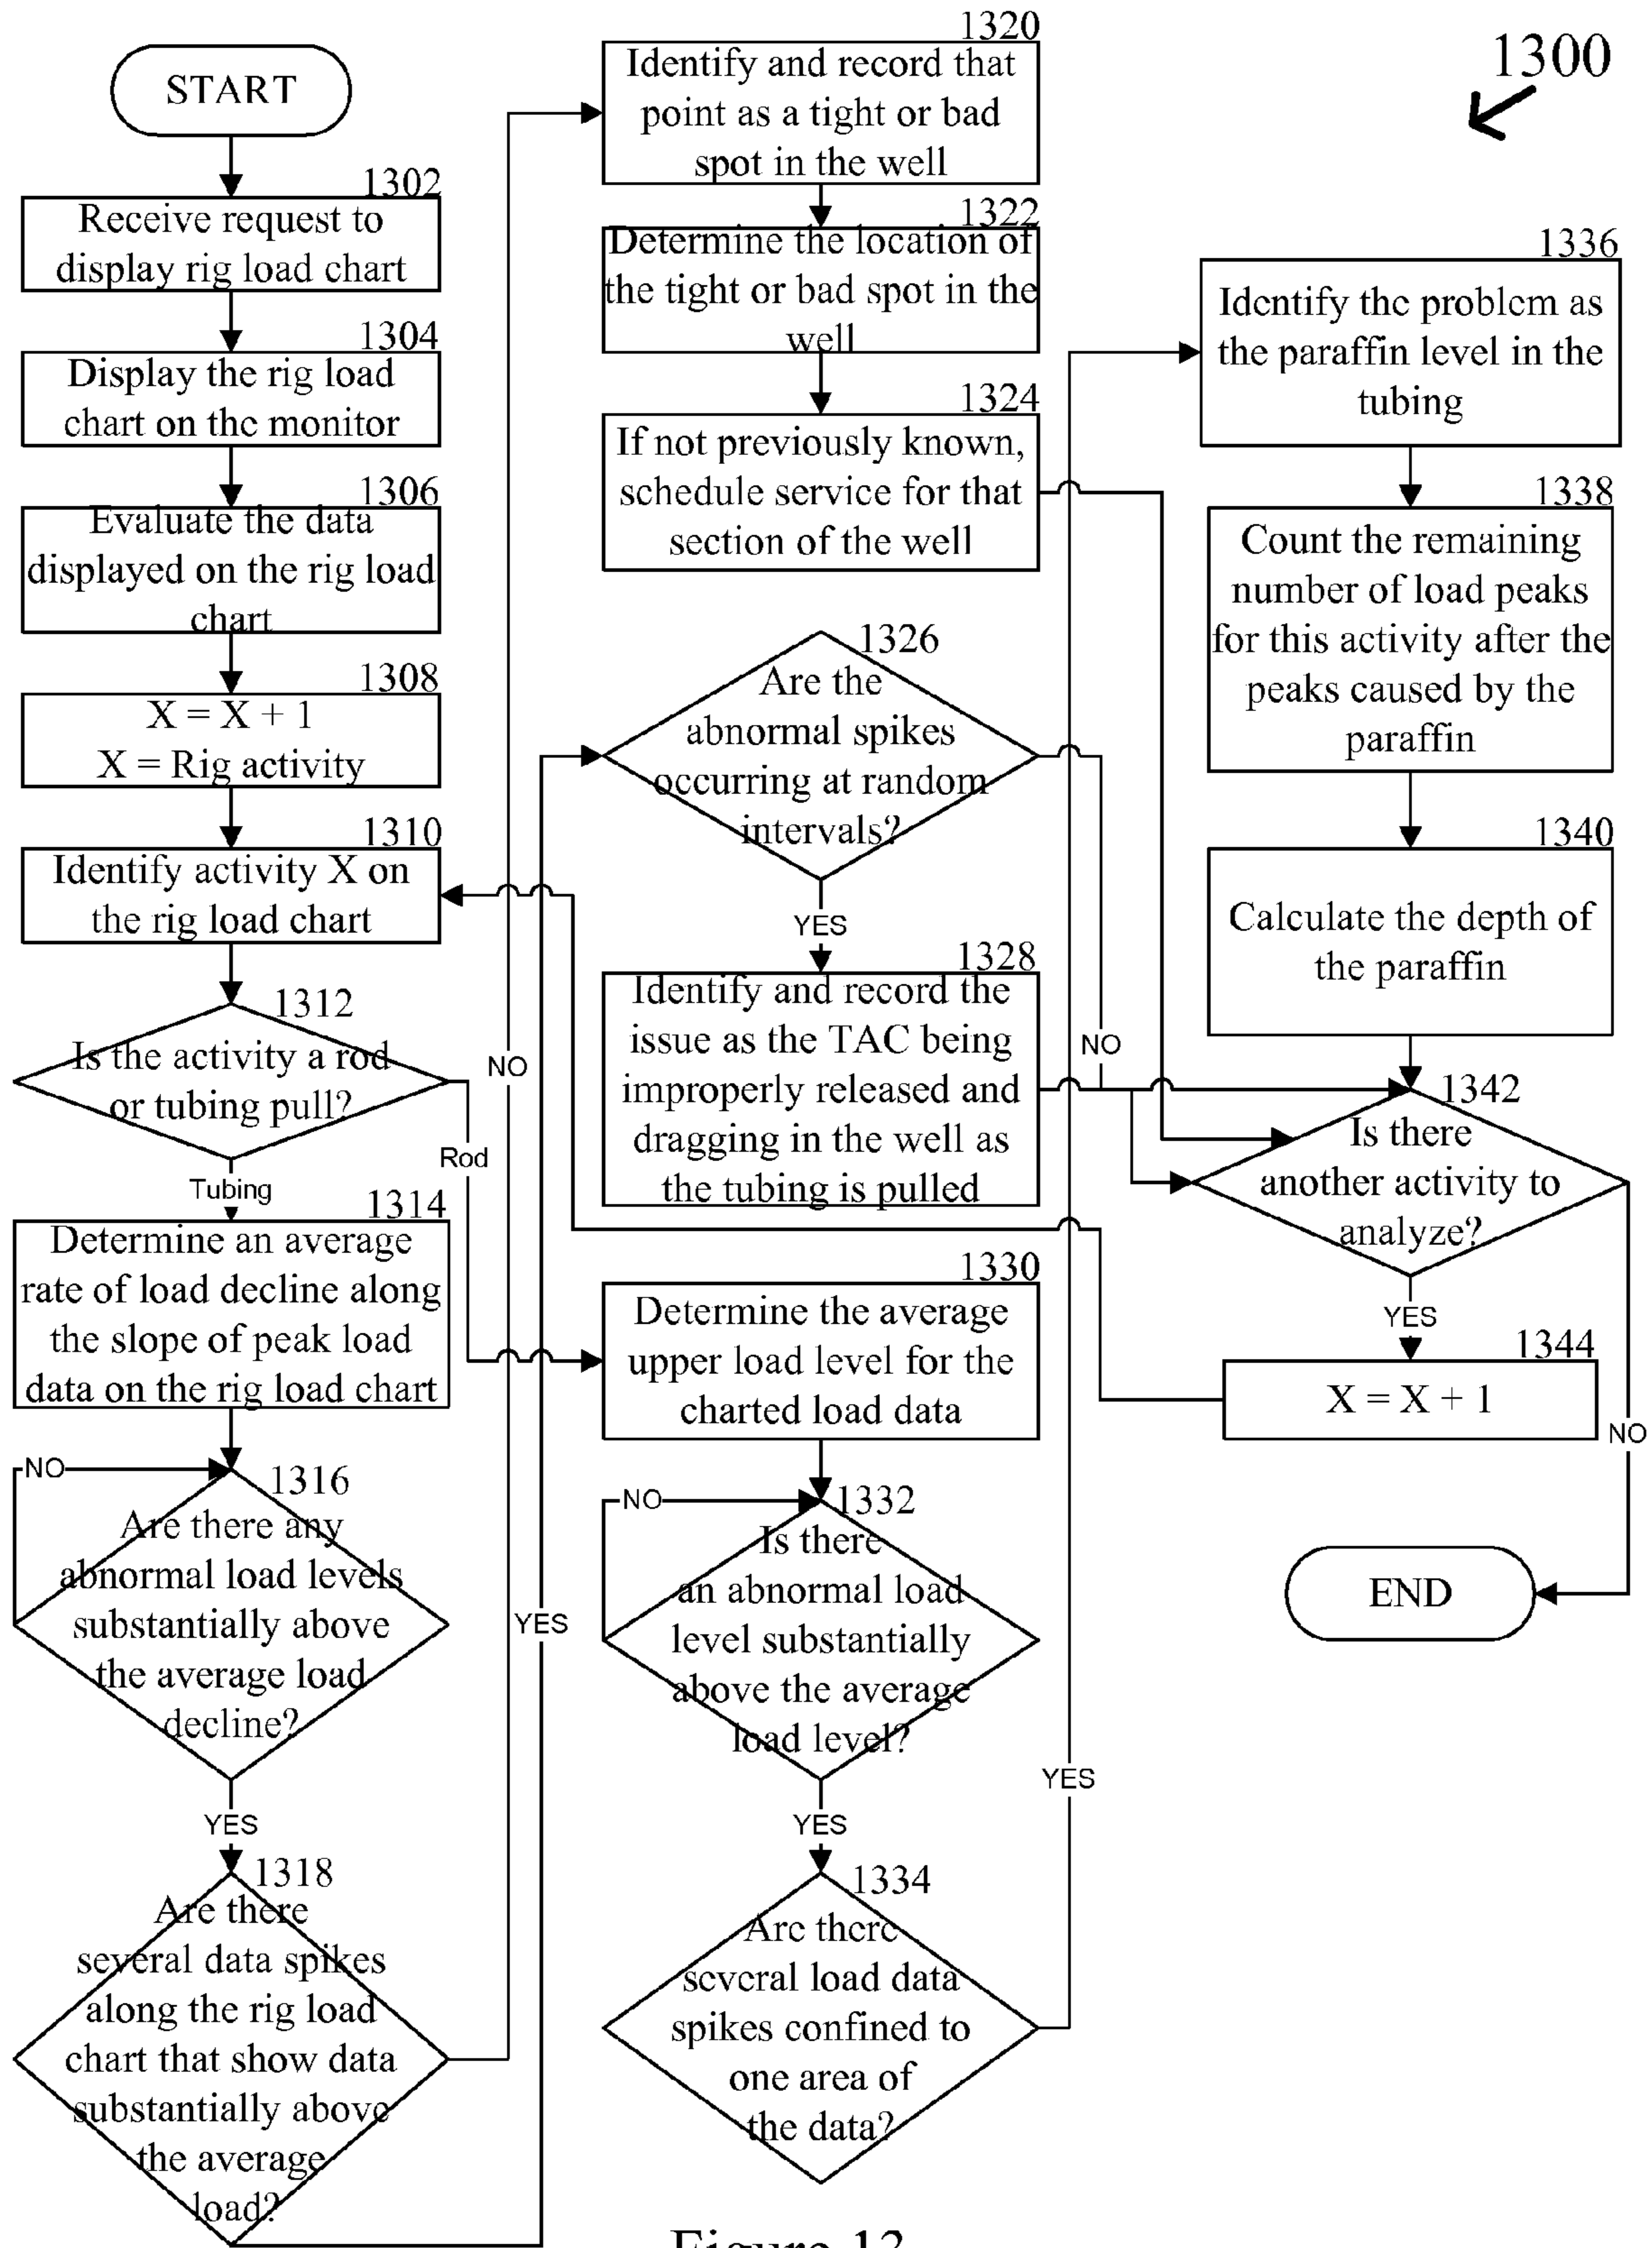 1300
START
1302
Receive request to
display rig load chart
1304
Display the rig load
chart on the monitor
1306
Evaluate the data
displayed on the rig load
chart
1308
X = X + 1
X = Rig activity
1310
Identify activity X on
the rig load chart
1312
Is the activity a rod
or tubing pull?
Rod
Tubing
1314
Determine an average
rate of load decline along
the slope of peak load
data on the rig load chart
NO
1316
Are there any
abnormal load levels
substantially above
the average load
decline?
YES
1318
Are there
several data spikes
along the rig load
chart that show data
substantially above
the average
load?
NO
YES
1320
Identify and record that
point as a tight or bad
spot in the well
1322
Determine the location of
the tight or bad spot in the
well
1324
If not previously known,
schedule service for that
section of the well
1326
Are the
abnormal spikes
occurring at random
intervals?
YES
NO
1328
Identify and record the
issue as the TAC being
improperly released and
dragging in the well as
the tubing is pulled
1330
Determine the average
upper load level for the
charted load data
NO
1332
Is there
an abnormal load
level substantially
above the average
load level?
YES
1334
Are there
several load data
spikes confined to
one area of
the data?
YES
1336
Identify the problem as
the paraffin level in the
tubing
1338
Count the remaining
number of load peaks
for this activity after the
peaks caused by the
paraffin
1340
Calculate the depth of
the paraffin
1342
Is there
another activity to
analyze?
YES
NO
1344
X = X + 1
END
Figure 13